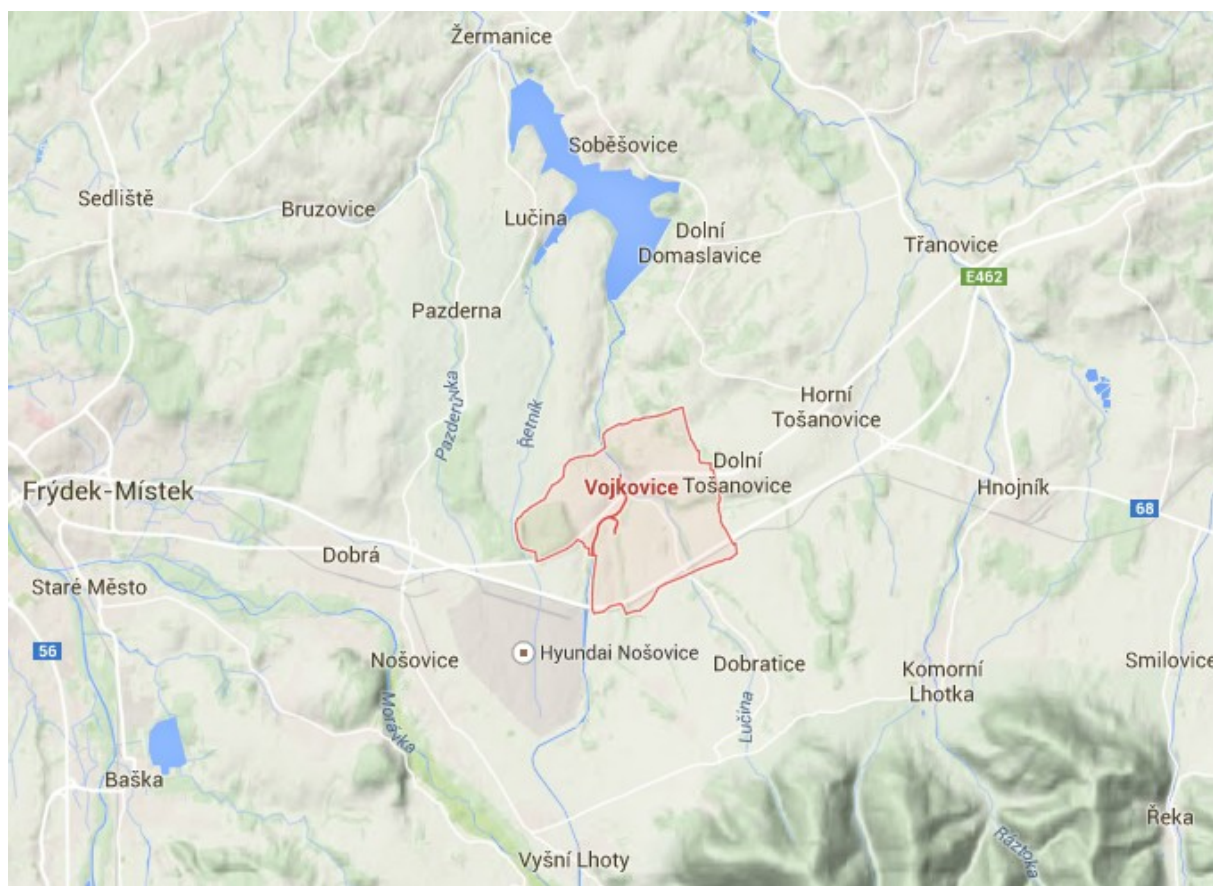 Žermanice
Soběšovice
Sedliště
Bruzovice
Lučina
Dolní
Domaslavice
Třanovice
E462
Pazderna
Pazderůvka
Řetník
Horní
Tošanovice
Dolní
Tošanovice
Vojkovice
Frýdek-Místek
Hnojník
68
Dobrá
Staré Město
56
Nošovice
Hyundai Nošovice
Dobratice
Komorní
Lhotka
Smilovice
Morávka
Lučina
Baška
Řeka
Ráztoka
Vyšní Lhoty